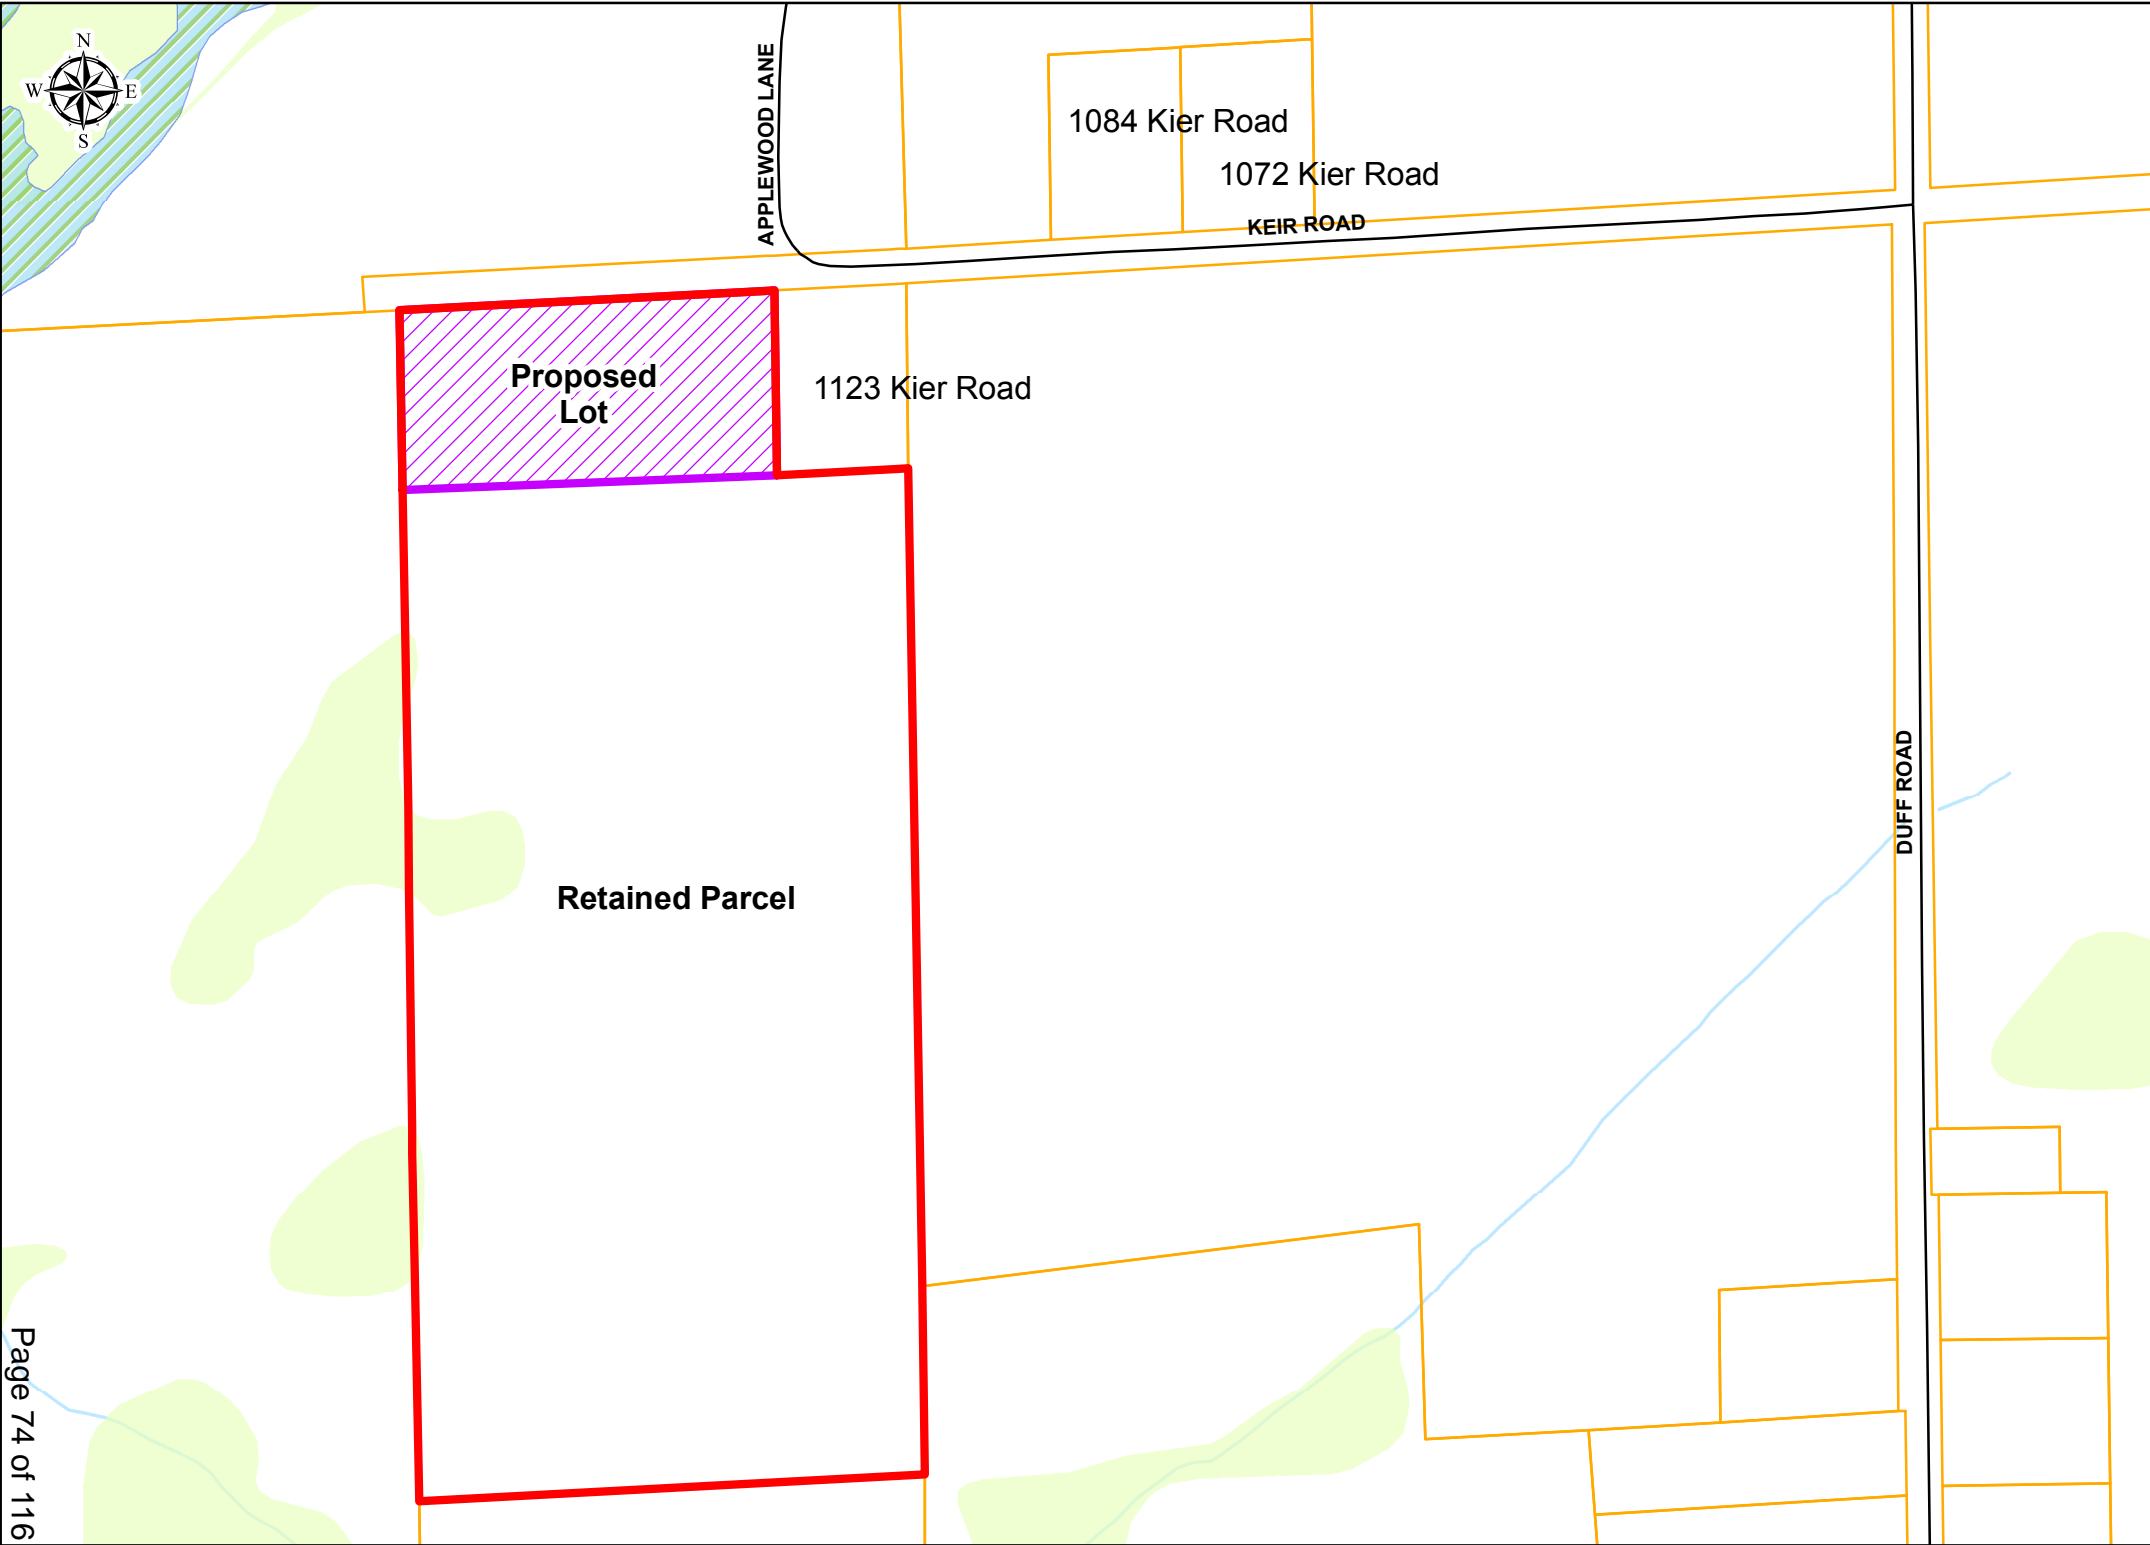 N
W E
S
APPLEWOOD LANE
1084 Kier Road
1072 Kier Road
KEIR ROAD
Proposed
Lot
1123 Kier Road
DUFF ROAD
Retained Parcel
Page 74 of 116